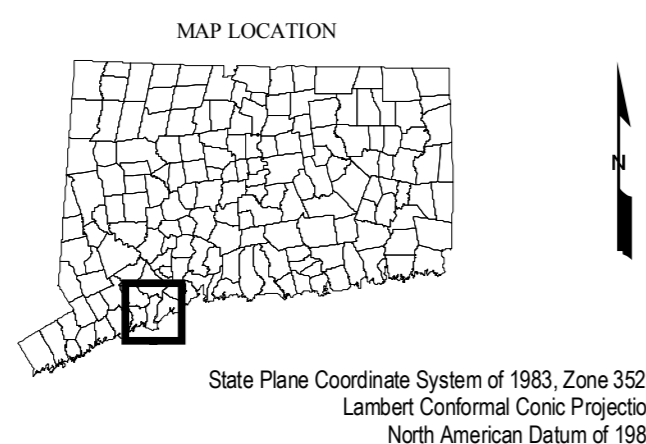 MAP LOCATION
N
State Plane Coordinate System of 1983, Zone 352
Lambert Conformal Conic Projectio
North American Datum of 198